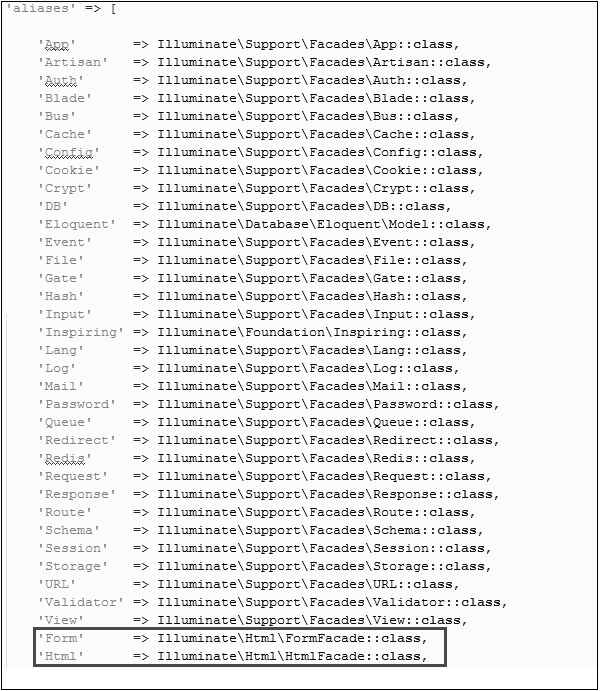 'aliases' => [
'App' => Illuminate\Support\Facades\App::class,
'Artisan' => Illuminate\Support\Facades\Artisan::class,
'Auth' => Illuminate\Support\Facades\Auth::class,
'Blade' => Illuminate\Support\Facades\Blade::class,
'Bus' => Illuminate\Support\Facades\Bus::class,
'Cache' => Illuminate\Support\Facades\Cache::class,
'Config' => Illuminate\Support\Facades\Config::class,
'Cookie' => Illuminate\Support\Facades\Cookie::class,
'Crypt' => Illuminate\Support\Facades\Crypt::class,
'DB' => Illuminate\Support\Facades\DB::class,
'Eloquent' => Illuminate\Database\Eloquent\Model::class,
'Event' => Illuminate\Support\Facades\Event::class,
'File' => Illuminate\Support\Facades\File::class,
'Gate' => Illuminate\Support\Facades\Gate::class,
'Hash' => Illuminate\Support\Facades\Hash::class,
'Input' => Illuminate\Support\Facades\Input::class,
'Inspiring' => Illuminate\Foundation\Inspiring::class,
'Lang' => Illuminate\Support\Facades\Lang::class,
'Log' => Illuminate\Support\Facades\Log::class,
'Mail' => Illuminate\Support\Facades\Mail::class,
'Password' => Illuminate\Support\Facades\Password::class,
'Queue' => Illuminate\Support\Facades\Queue::class,
'Redirect' => Illuminate\Support\Facades\Redirect::class,
'Redis' => Illuminate\Support\Facades\Redis::class,
'Request' => Illuminate\Support\Facades\Request::class,
'Response' => Illuminate\Support\Facades\Response::class,
'Route' => Illuminate\Support\Facades\Route::class,
'Schema' => Illuminate\Support\Facades\Schema::class,
'Session' => Illuminate\Support\Facades\Session::class,
'Storage' => Illuminate\Support\Facades\Storage::class,
'URL' => Illuminate\Support\Facades\URL::class,
'Validator' => Illuminate\Support\Facades\Validator::class,
'View' => Illuminate\Support\Facades\View::class,
'Form' => Illuminate\Html\FormFacade::class,
'Html' => Illuminate\Html\HtmlFacade::class,